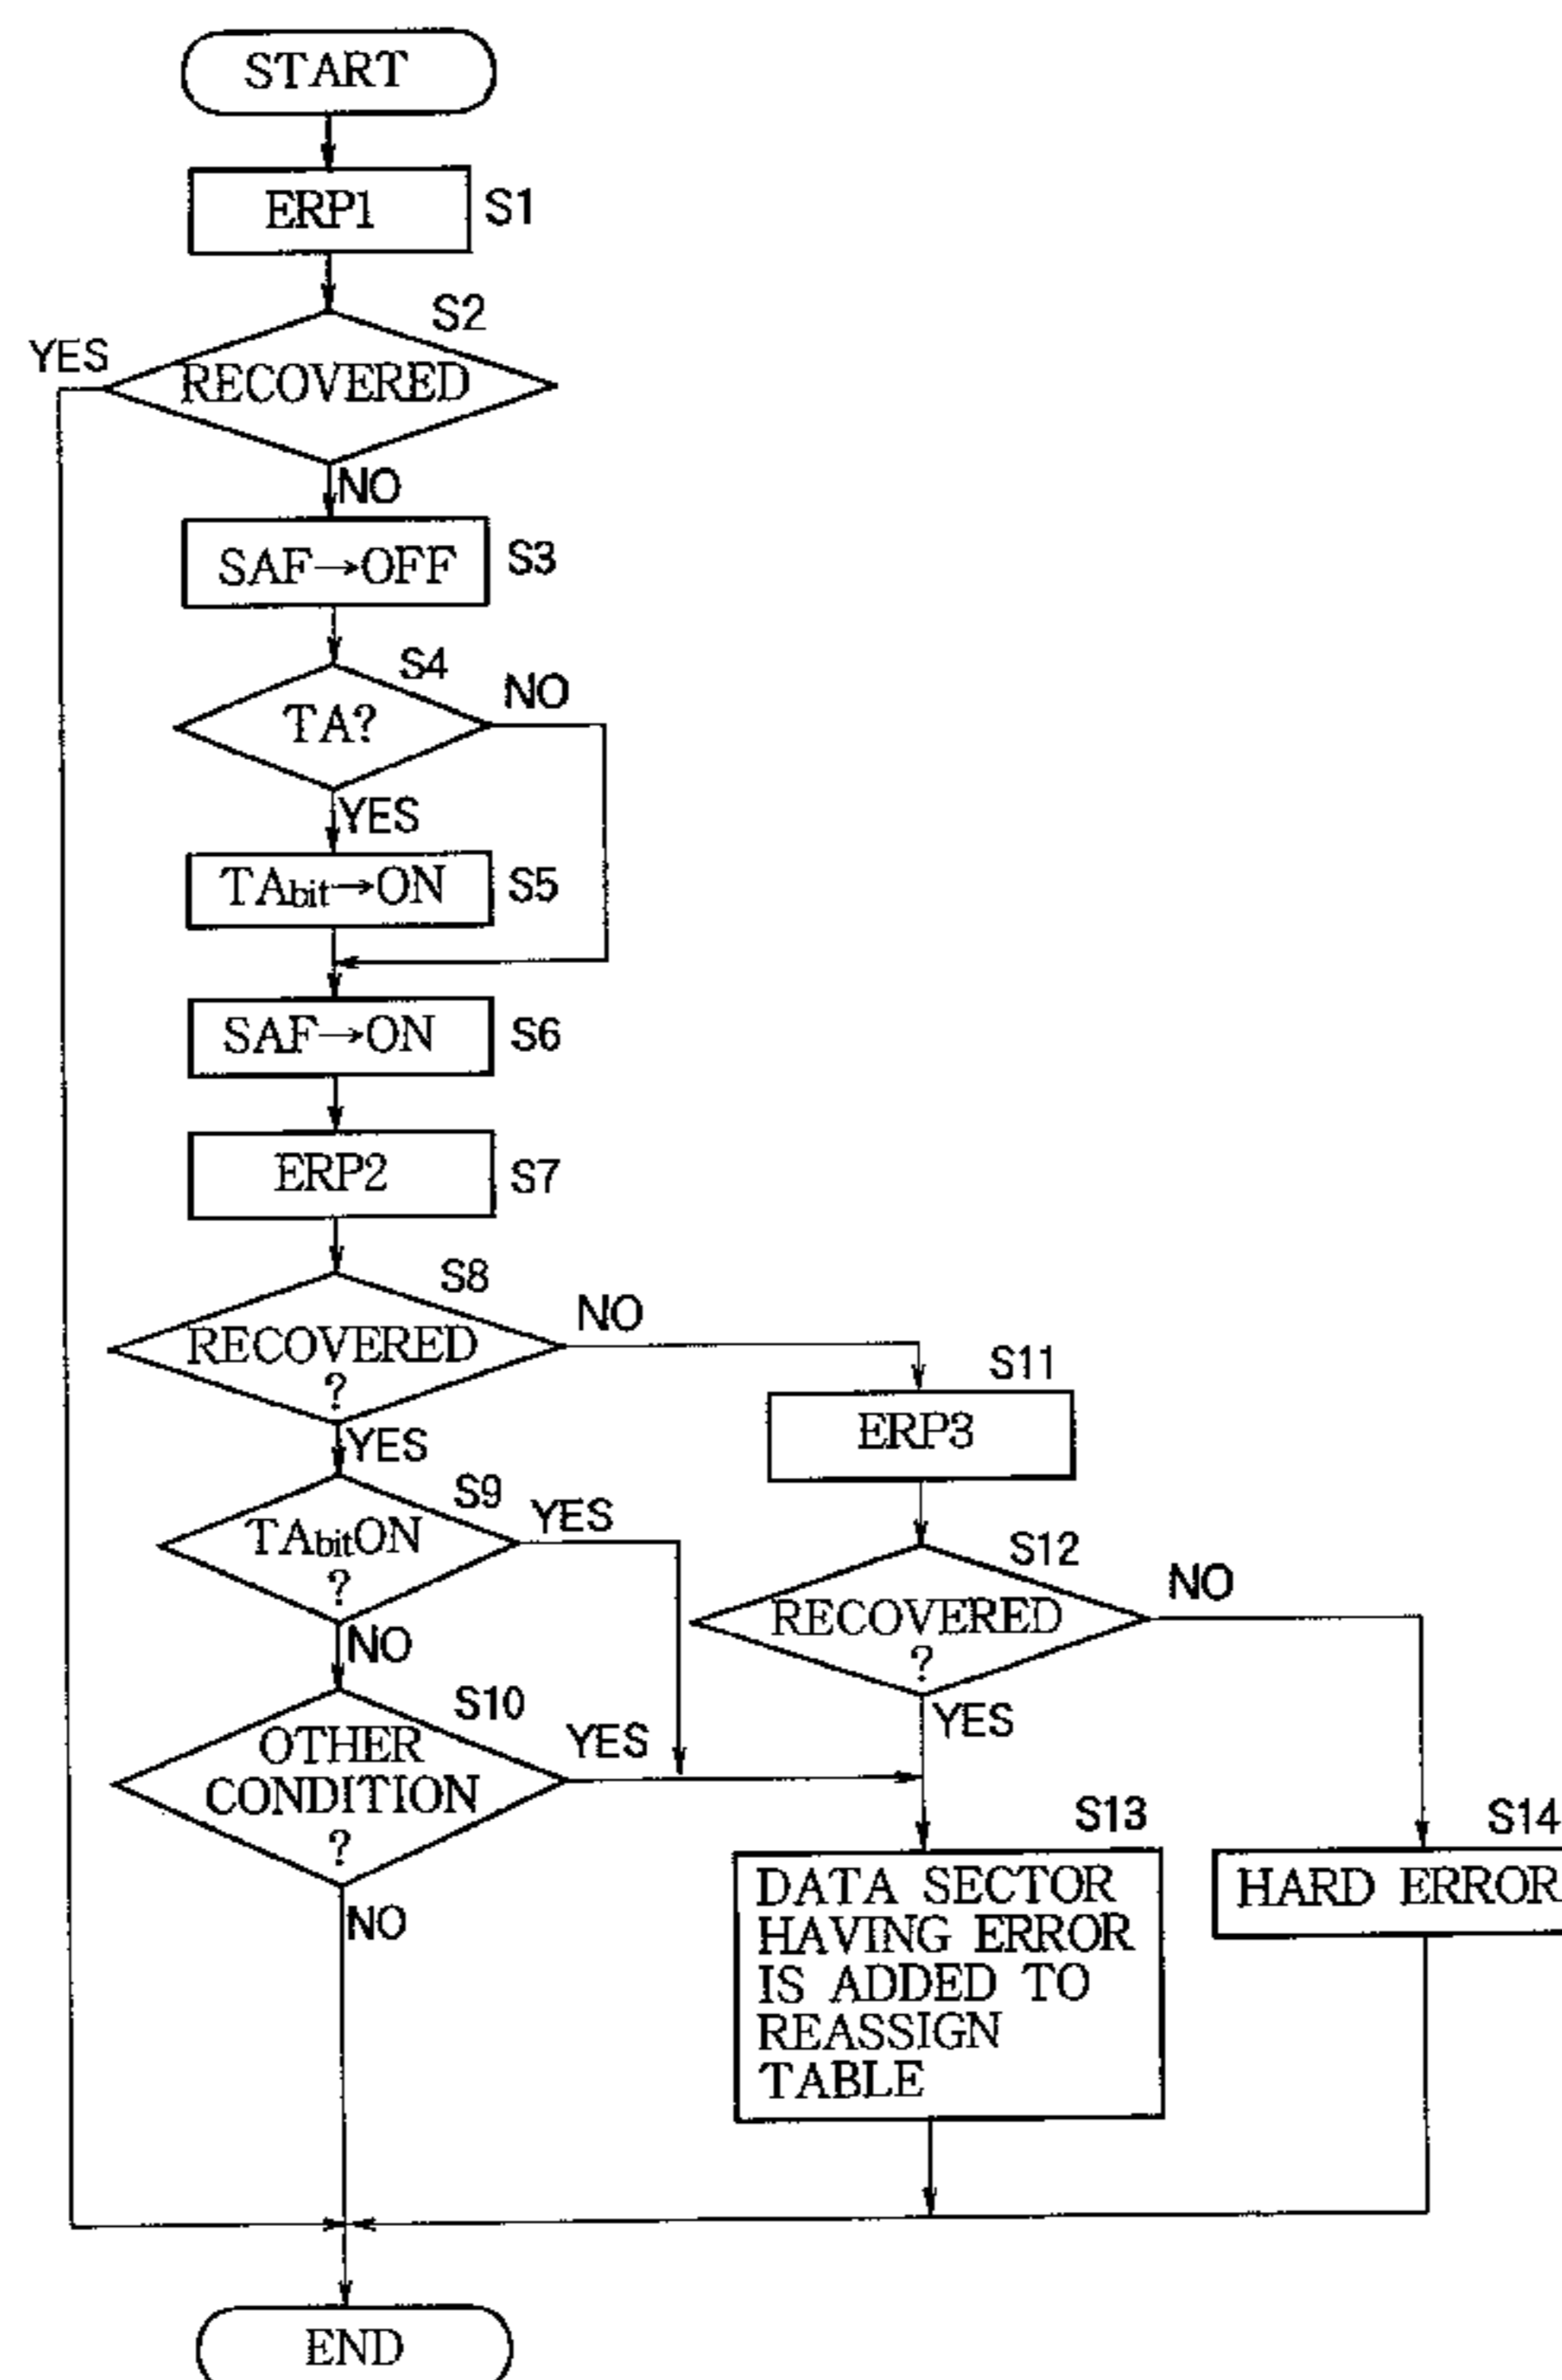 START
ERP1
S1
S2
YES
RECOVERED
NO
SAF→OFF
S3
S4
NO
TA?
YES
TAbit→ON
S5
SAF→ON
S6
ERP2
S7
S8
NO
RECOVERED
?
YES
S11
ERP3
S9
YES
TAbitON
?
NO
S12
NO
RECOVERED
?
YES
S10
YES
OTHER
CONDITION
?
NO
S13
DATA SECTOR
HAVING ERROR
IS ADDED TO
REASSIGN
TABLE
S14
HARD ERROR
END